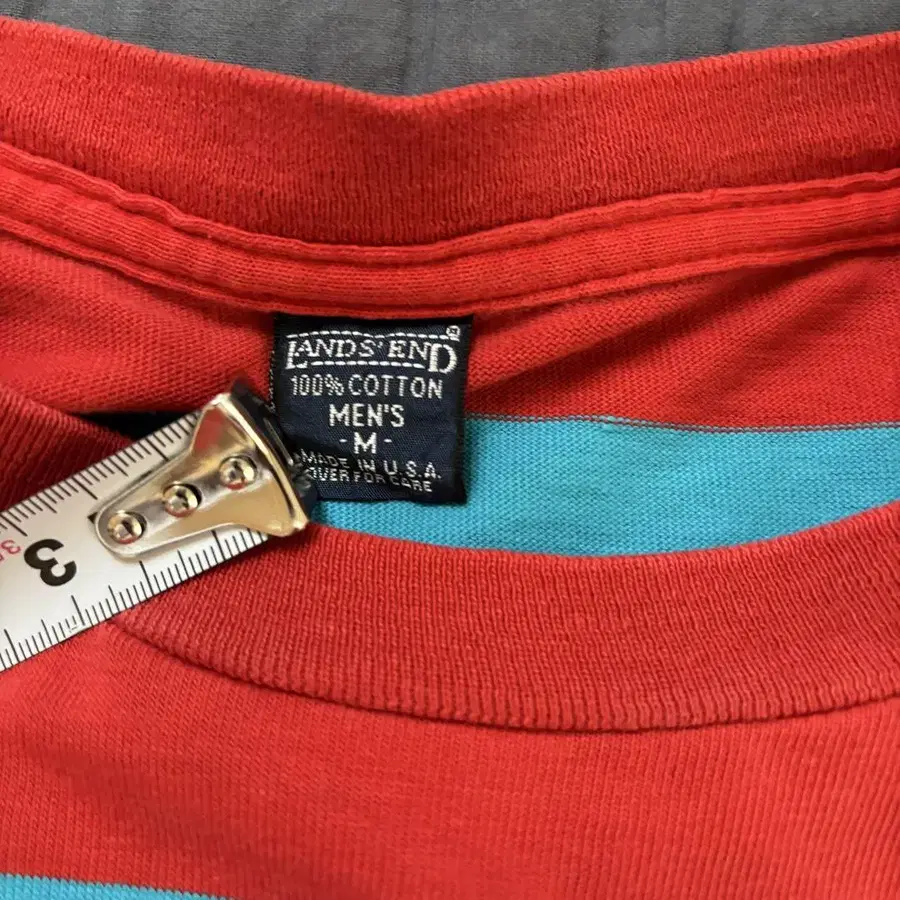 LANDS' END
®
100% COTTON
MEN'S
- M -
MADE IN U.S.A.
OVER FOR CARE
3